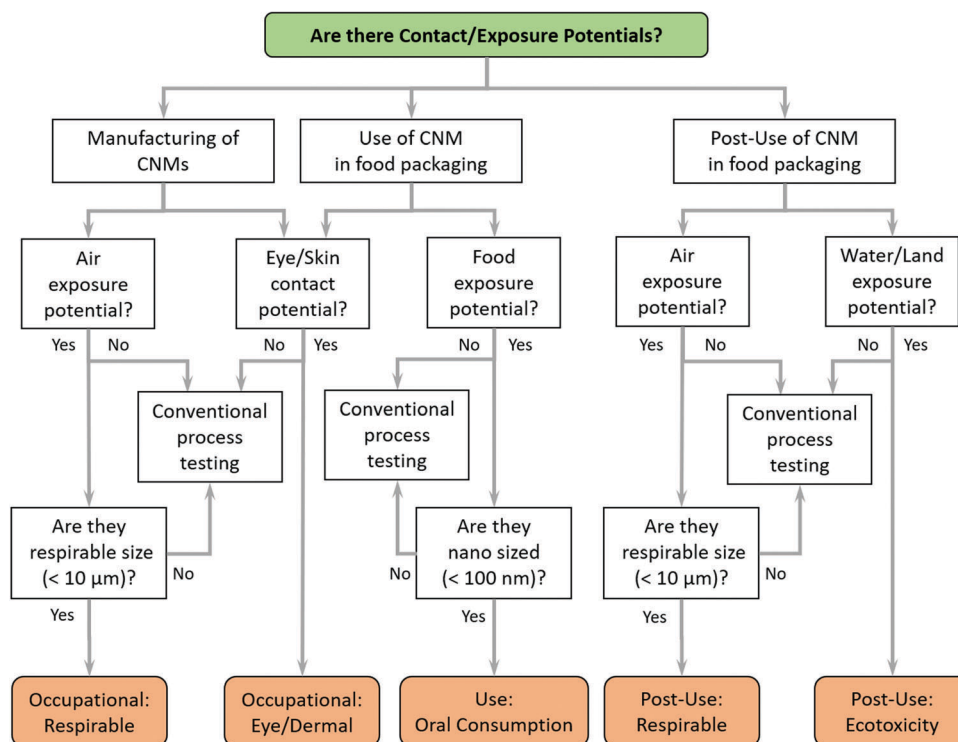 Are there Contact/Exposure Potentials?
Manufacturing of
CNMs
Use of CNM
in food packaging
Post-Use of CNM
in food packaging
Air
exposure
potential?
Eye/Skin
contact
potential?
Food
exposure
potential?
Air
exposure
potential?
Water/Land
exposure
potential?
Yes
No
No
Yes
No
Yes
Yes
No
No
Yes
Conventional
process
testing
Conventional
process
testing
Conventional
process
testing
Are they
respirable size
(< 10 µm)?
No
Yes
Are they
nano sized
(< 100 nm)?
No
Yes
Are they
respirable size
(< 10 µm)?
No
Yes
Occupational:
Respirable
Occupational:
Eye/Dermal
Use:
Oral Consumption
Post-Use:
Respirable
Post-Use:
Ecotoxicity